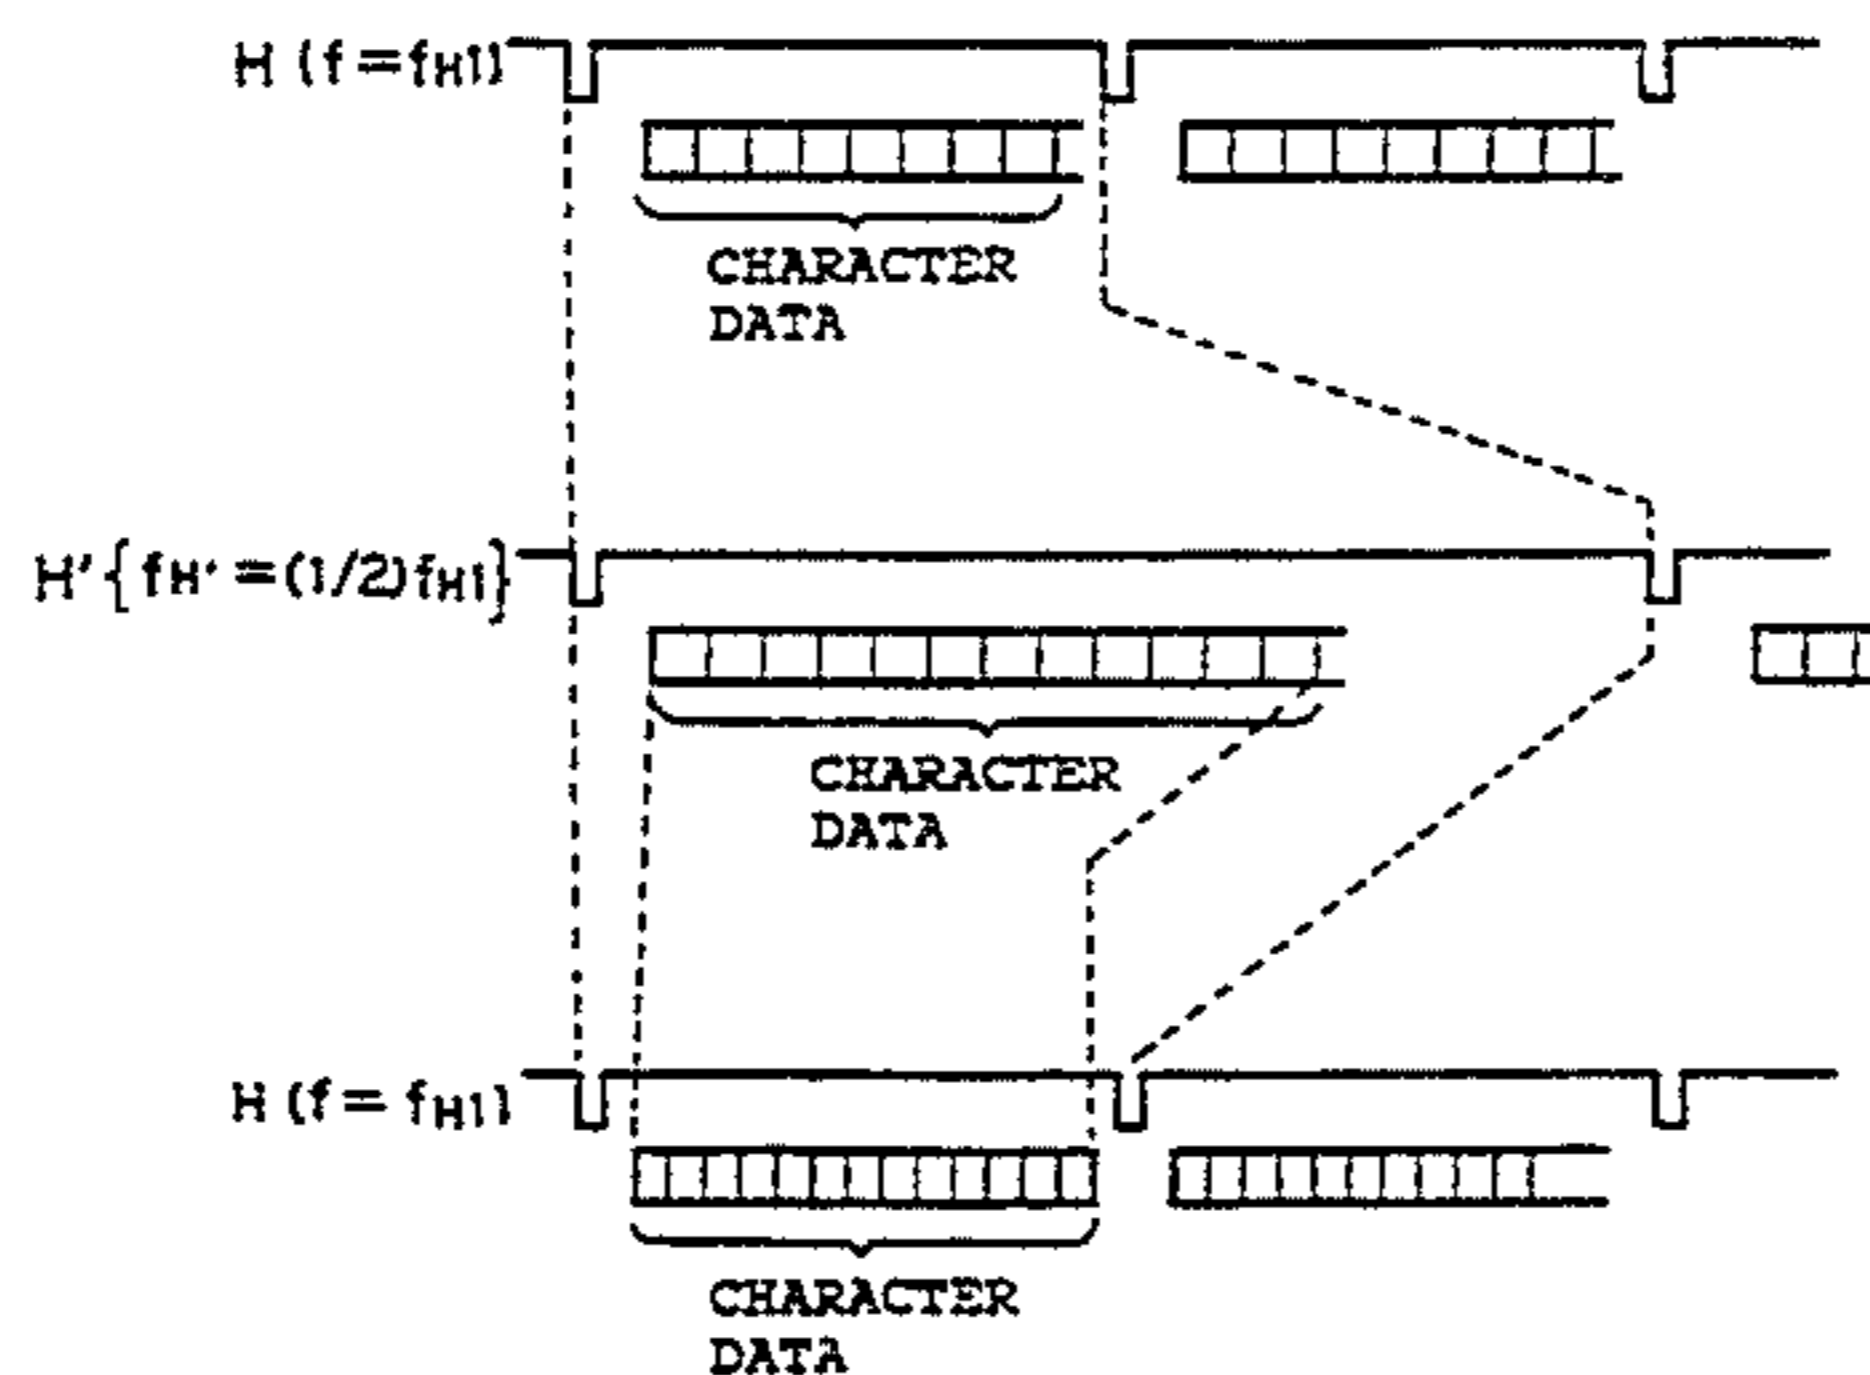 H (f=fH1)
CHARACTER
DATA
H'{fH'=(1/2)fH1}
CHARACTER
DATA
H (f= fH1)
CHARACTER
DATA